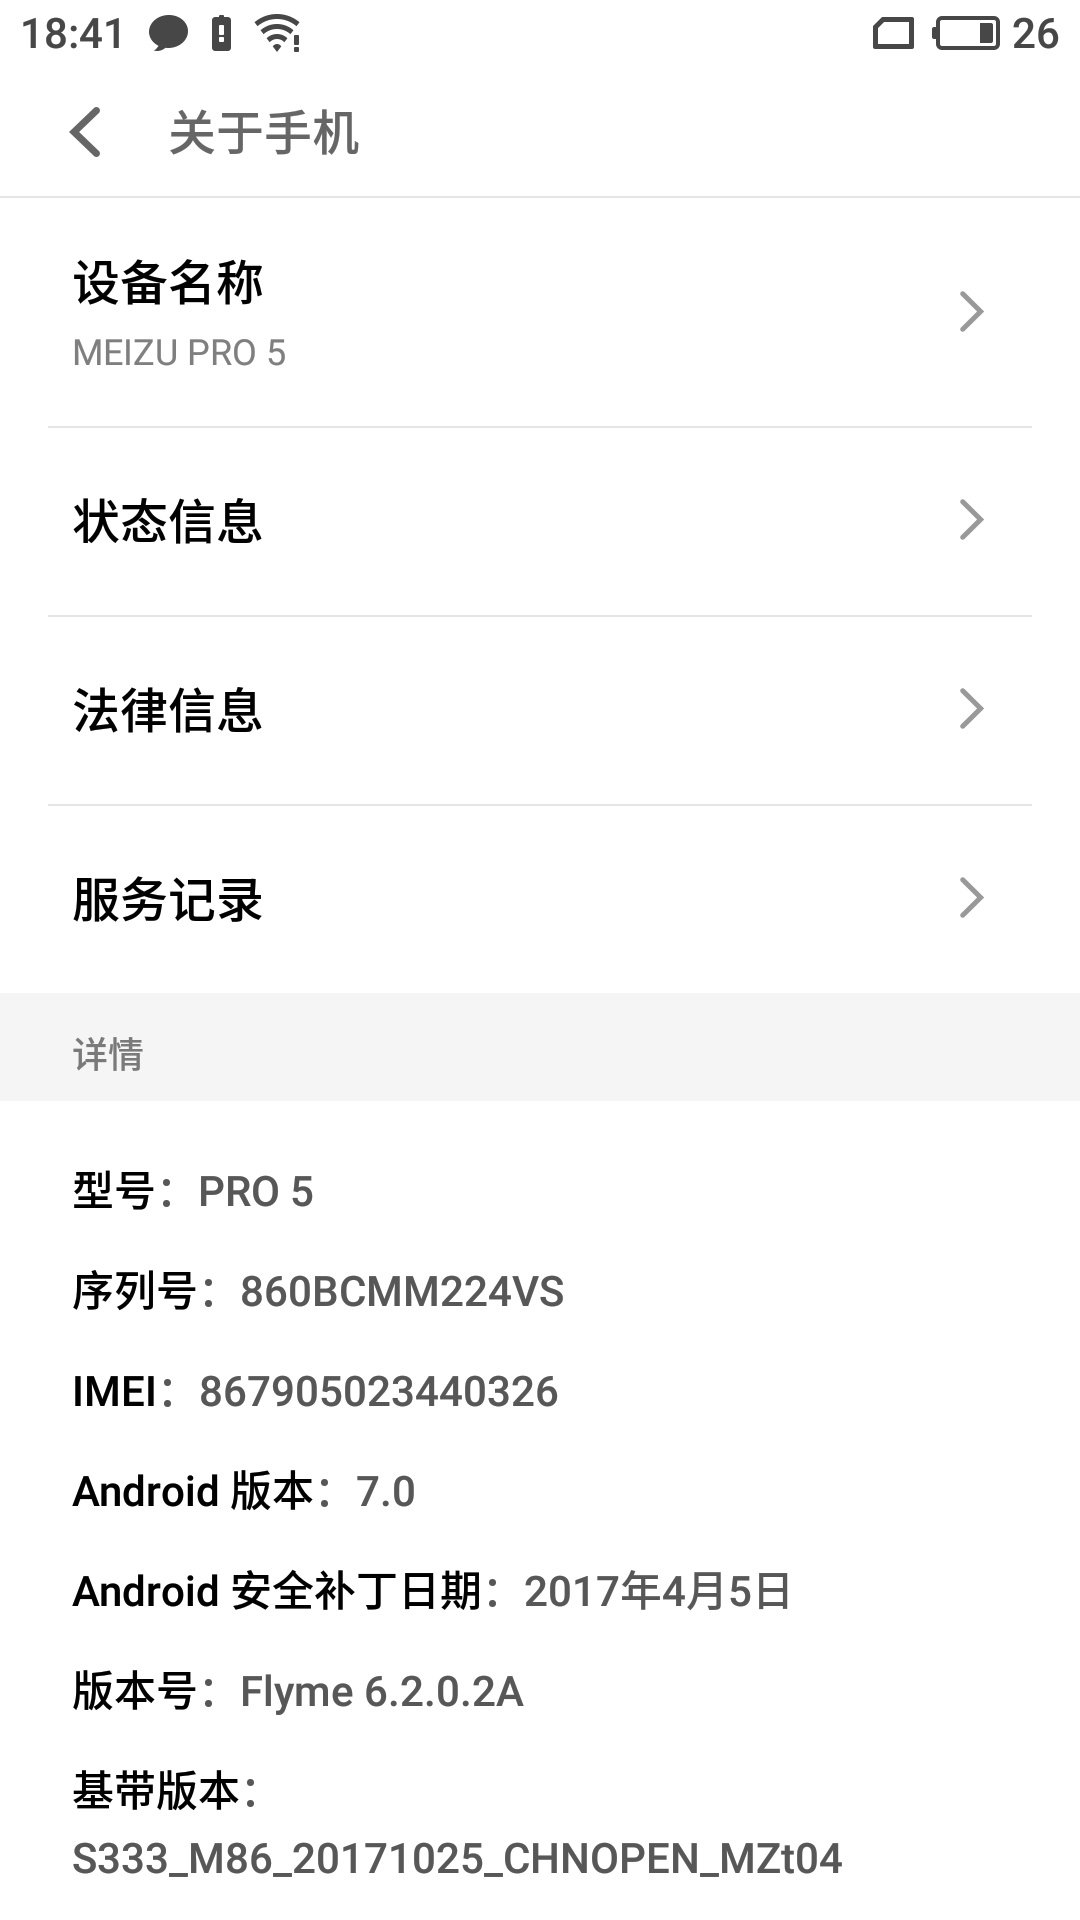 18:41
26
关于手机
设备名称
MEIZU PRO 5
状态信息
法律信息
服务记录
详情
型号：PRO 5
序列号：860BCMM224VS
IMEI：867905023440326
Android 版本：7.0
Android 安全补丁日期：2017年4月5日
版本号：Flyme 6.2.0.2A
基带版本：
S333_M86_20171025_CHNOPEN_MZt04